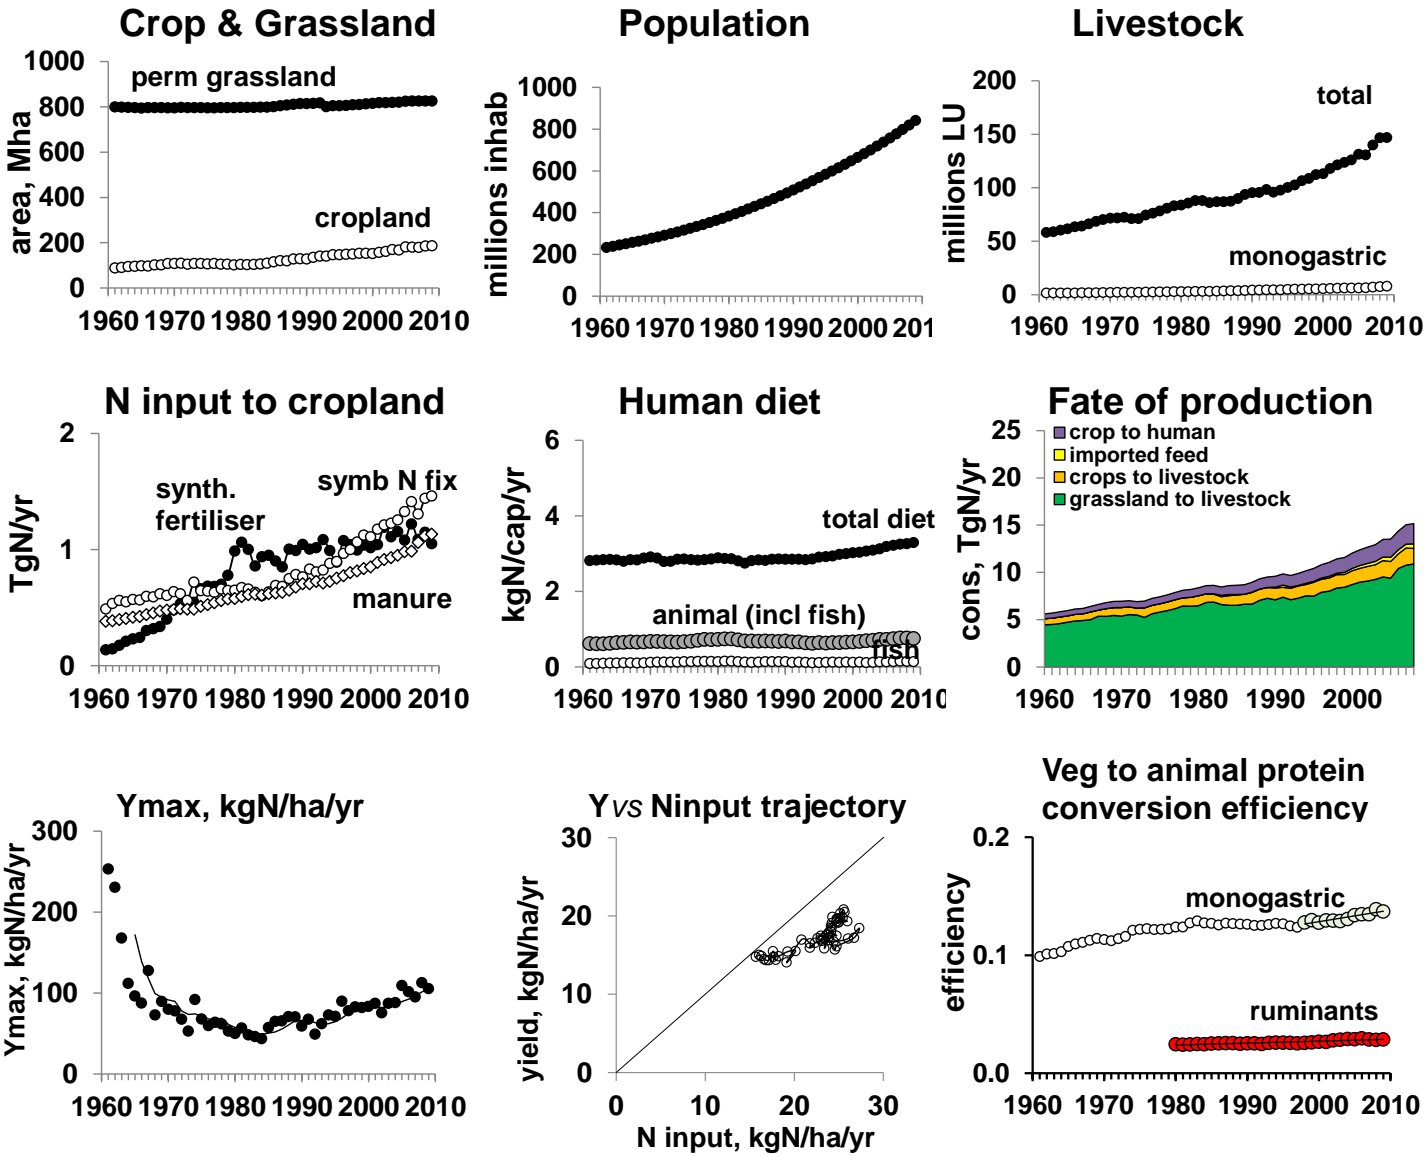 Crop & Grassland
1000
800
600
400
200
0
area, Mha
perm grassland
cropland
1960 1970 1980 1990 2000 2010
Population
1000
800
600
400
200
0
millions inhab
1960 1970 1980 1990 2000 201
Livestock
200
150
100
50
0
millions LU
total
monogastric
1960 1970 1980 1990 2000 2010
N input to cropland
2
1
0
TgN/yr
synth.
fertiliser
symb N fix
manure
1960 1970 1980 1990 2000 2010
Human diet
6
4
2
0
kgN/cap/yr
total diet
animal (incl fish)
fish
1960 1970 1980 1990 2000 2010
Fate of production
25
20
15
10
5
0
cons, TgN/yr
crop to human
imported feed
crops to livestock
grassland to livestock
1960 1970 1980 1990 2000
Ymax, kgN/ha/yr
300
200
100
0
Ymax, kgN/ha/yr
1960 1970 1980 1990 2000 2010
Y vs Ninput trajectory
30
20
10
0
yield, kgN/ha/yr
0 10 20 30
N input, kgN/ha/yr
Veg to animal protein
conversion efficiency
0.2
0.1
0.0
efficiency
monogastric
ruminants
1960 1970 1980 1990 2000 2010